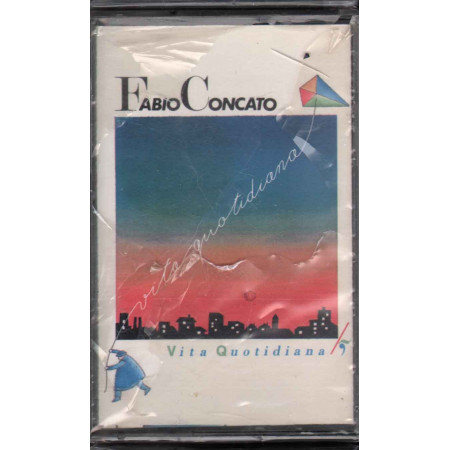 FABIO CONCATO
vita quotidiana
Vita Quotidiana